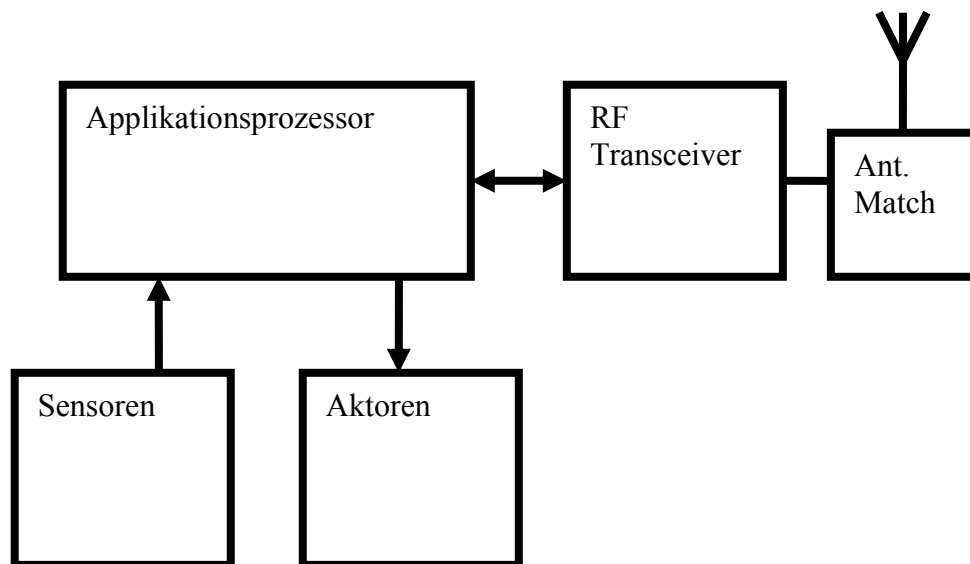 Applikationsprozessor
RF
Transceiver
Ant.
Match
Sensoren
Aktoren